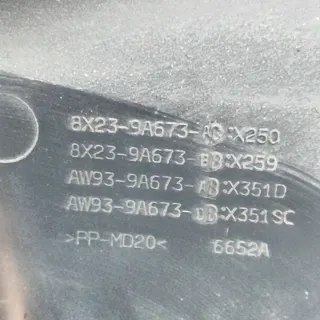 8X23-9A673- :X250
8X23-9A673- :X259
AW93-9A673- :X351D
AW93-9A673- :X351SC
>PP-MD20< 6652A